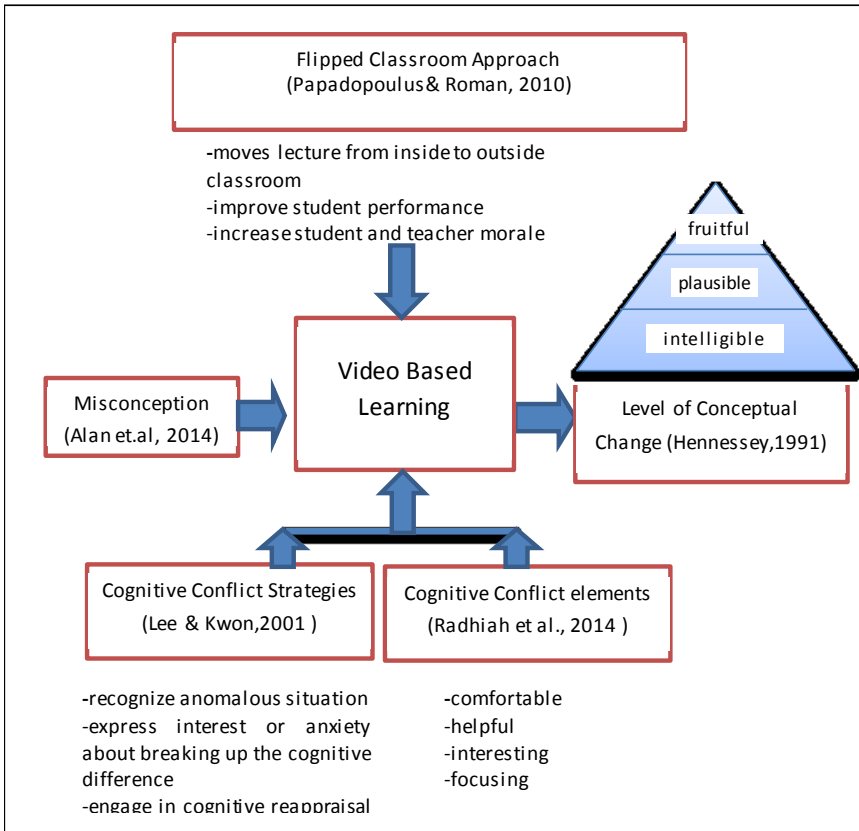 Flipped Classroom Approach
(Papadopoulus & Roman, 2010)
-moves lecture from inside to outside
classroom
-improve student performance
-increase student and teacher morale
fruitful
plausible
intelligible
Video Based
Learning
Misconception
(Alan et.al, 2014)
Level of Conceptual
Change (Hennessey,1991)
Cognitive Conflict Strategies
(Lee & Kwon,2001 )
Cognitive Conflict elements
(Radhiah et al., 2014 )
-recognize anomalous situation
-express interest or anxiety
about breaking up the cognitive
difference
-engage in cognitive reappraisal
-comfortable
-helpful
-interesting
-focusing